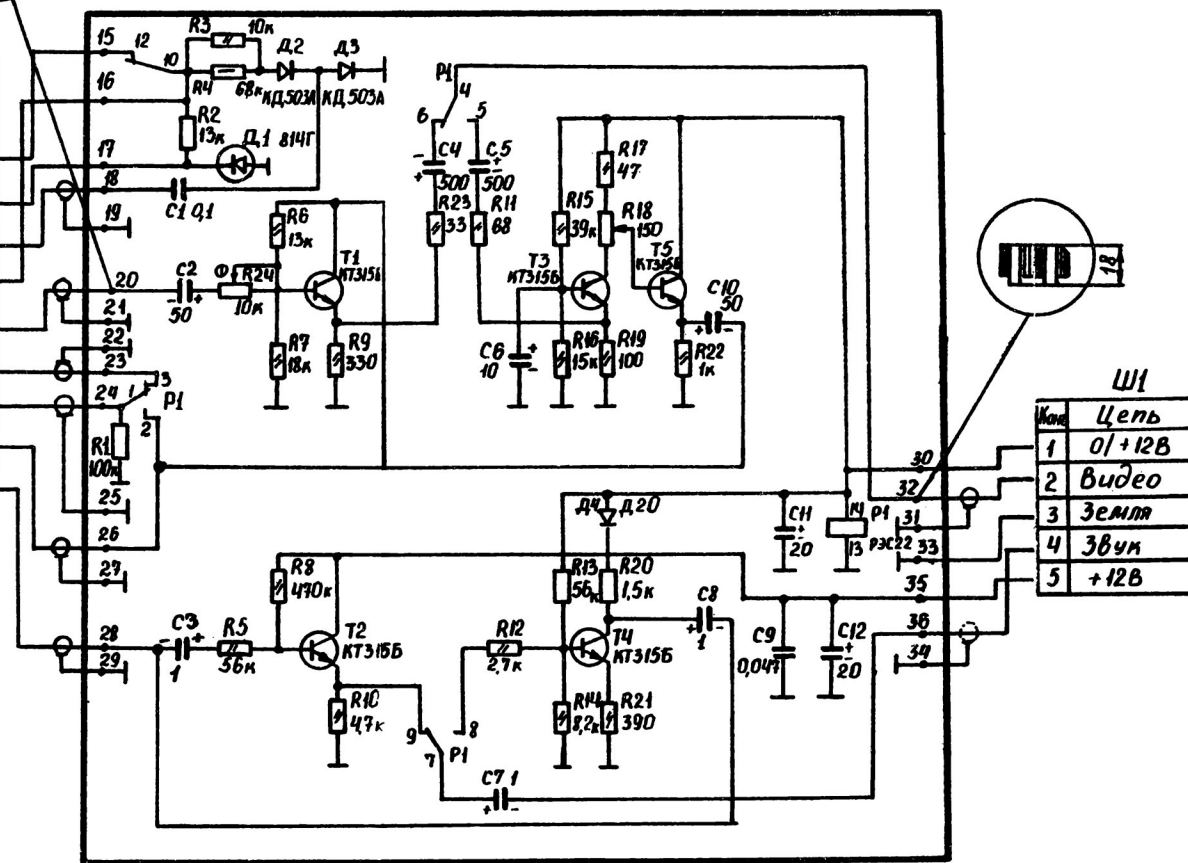 15
12
R3
10к
10
R4
68к
Д2
КД503А
Д3
КД503А
16
R2
13к
Д1 814Г
17
18
С1 0,1
19
20
С2
- +
50
R6
13к
Ф
R24
10к
Т1
КТ315Б
R7
18к
R9
330
21
22
23
24
1
3
Р1
2
R1
100к
25
26
27
28
29
Р1
4
6
5
С4
- +
500
С5
+ -
500
R23
33
R11
68
R15
39к
R17
47
R18
150
Т3
КТ315Б
Т5
КТ315Б
С10
50
+ -
С6
10
+ -
R16
15к
R19
100
R22
1к
С3
- +
1
R5
56к
R8
470к
Т2
КТ315Б
R10
4,7к
9
7
8
Р1
С7 1
+ -
R12
2,7к
R13
56к
Д4 Д20
R20
1,5к
Т4
КТ315Б
R14
8,2к
R21
390
С8
+ 1 -
С11
+ -
20
14
13
Р1
РЭС22
С9
0,047
С12
+ -
20
30
32
31
33
35
36
34
18
Ш1
Конт Цепь
1 0/+12В
2 Видео
3 Земля
4 Звук
5 +12В